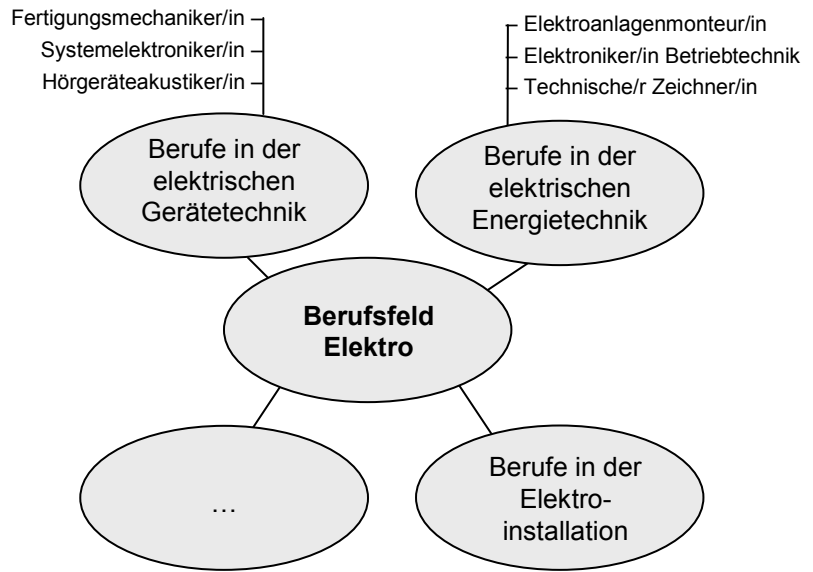 Fertigungsmechaniker/in
Systemelektroniker/in
Hörgeräteakustiker/in
Elektroanlagenmonteur/in
Elektroniker/in Betriebtechnik
Technische/r Zeichner/in
Berufe in der
elektrischen
Gerätetechnik
Berufe in der
elektrischen
Energietechnik
Berufsfeld
Elektro
…
Berufe in der
Elektro-
installation